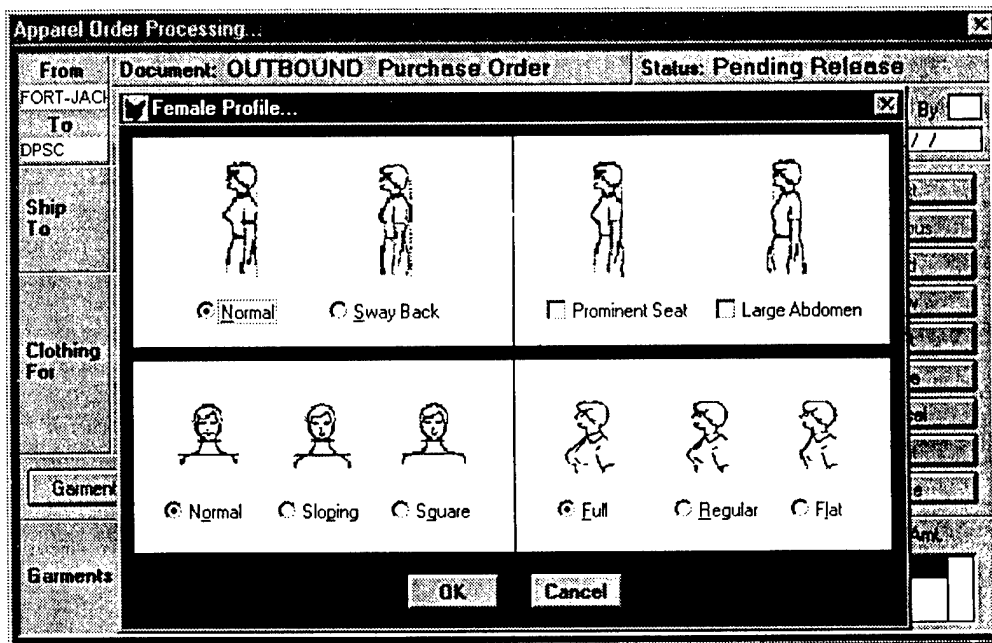 Apparel Order Processing...
From
Document: OUTBOUND Purchase Order
Status: Pending Release
FORT-JACK
To
DPSC
By
/ /
Female Profile...
Ship
To
Normal
Sway Back
Prominent Seat
Large Abdomen
Clothing
For
Normal
Sloping
Square
Full
Regular
Flat
Garment
Garments
Amt.
OK
Cancel